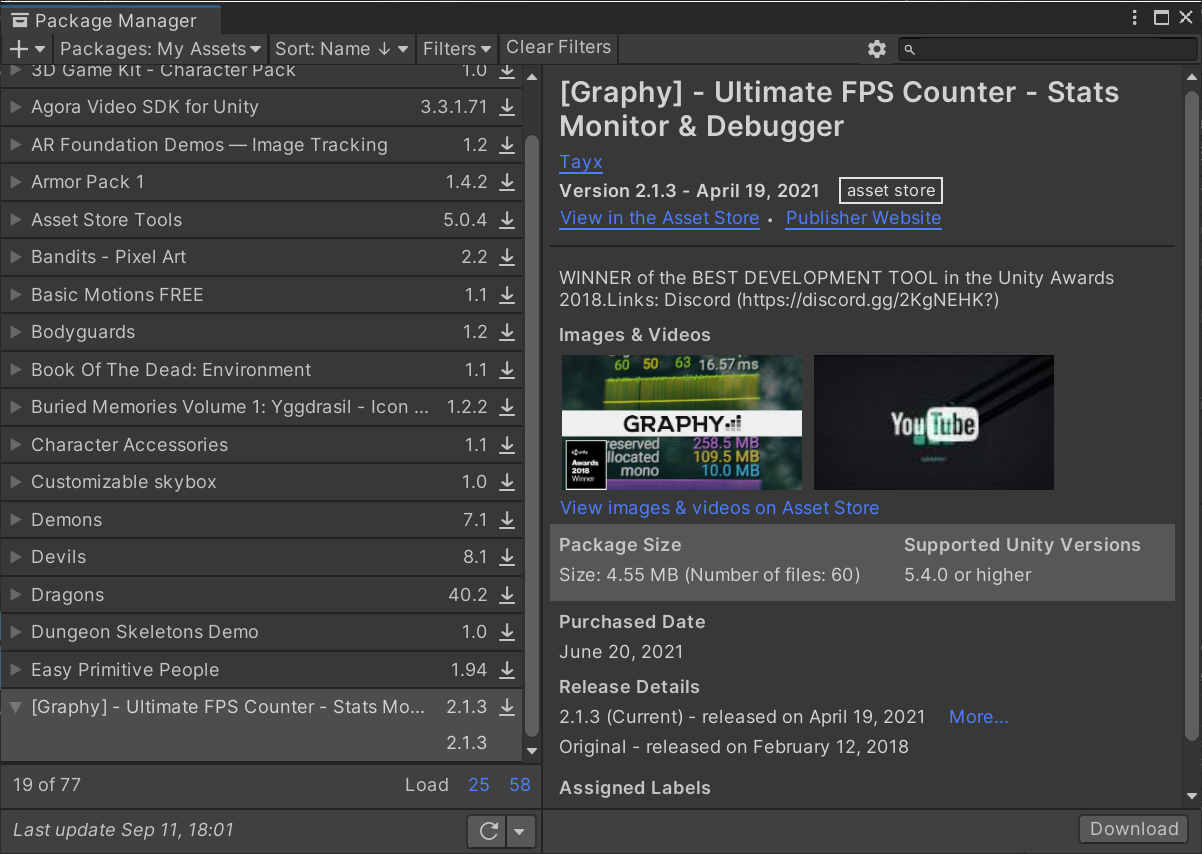 Package Manager
Packages: My Assets Sort: Name ↓ Filters Clear Filters
3D Game Kit - Character Pack 1.0
Agora Video SDK for Unity 3.3.1.71
AR Foundation Demos — Image Tracking 1.2
Armor Pack 1 1.4.2
Asset Store Tools 5.0.4
Bandits - Pixel Art 2.2
Basic Motions FREE 1.1
Bodyguards 1.2
Book Of The Dead: Environment 1.1
Buried Memories Volume 1: Yggdrasil - Icon ... 1.2.2
Character Accessories 1.1
Customizable skybox 1.0
Demons 7.1
Devils 8.1
Dragons 40.2
Dungeon Skeletons Demo 1.0
Easy Primitive People 1.94
[Graphy] - Ultimate FPS Counter - Stats Mo... 2.1.3
2.1.3
19 of 77 Load 25 58
Last update Sep 11, 18:01
[Graphy] - Ultimate FPS Counter - Stats
Monitor & Debugger
Tayx
Version 2.1.3 - April 19, 2021 asset store
View in the Asset Store • Publisher Website
WINNER of the BEST DEVELOPMENT TOOL in the Unity Awards
2018.Links: Discord (https://discord.gg/2KgNEHK?)
Images & Videos
60 50 63 16.57 ms
GRAPHY
reserved 258.5 MB
llocated 109.5 MB
mono 10.0 MB
unity
Awards
2018
Winner
YouTube
View images & videos on Asset Store
Package Size Supported Unity Versions
Size: 4.55 MB (Number of files: 60) 5.4.0 or higher
Purchased Date
June 20, 2021
Release Details
2.1.3 (Current) - released on April 19, 2021 More...
Original - released on February 12, 2018
Assigned Labels
Download